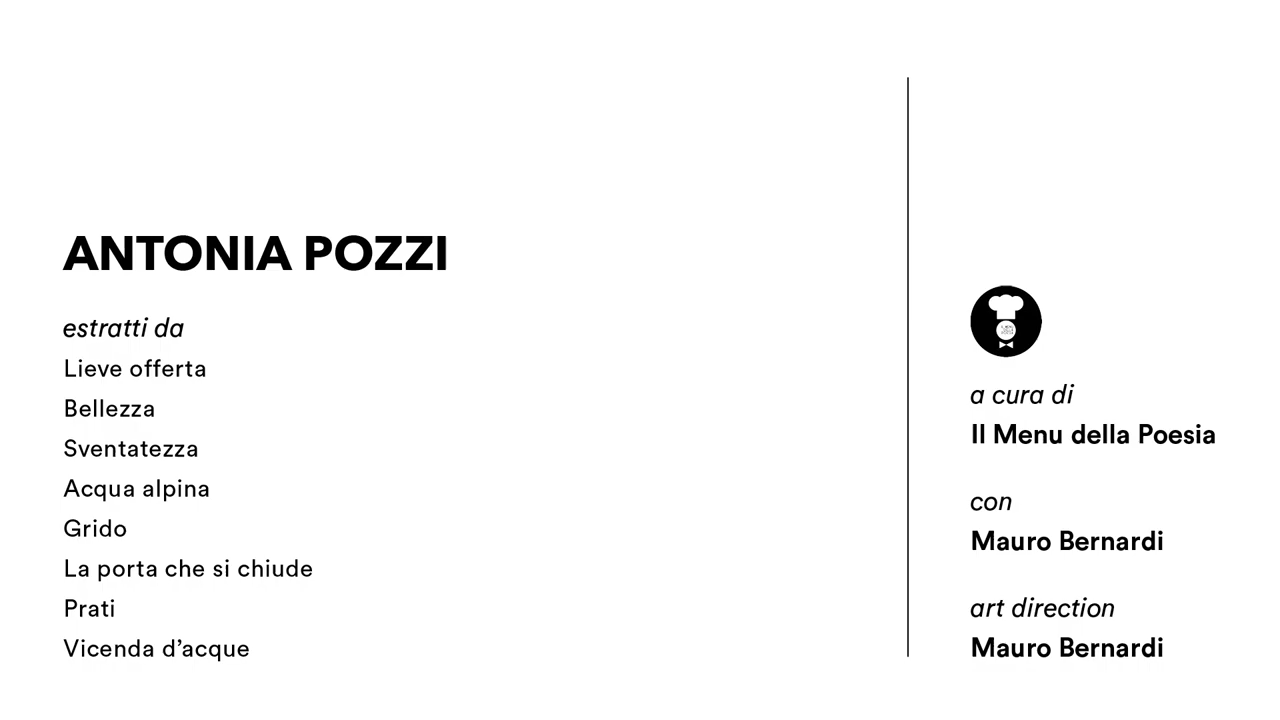 ANTONIA POZZI
estratti da
Lieve offerta
Bellezza
Sventatezza
Acqua alpina
Grido
La porta che si chiude
Prati
Vicenda d’acque
a cura di
Il Menu della Poesia
con
Mauro Bernardi
art direction
Mauro Bernardi